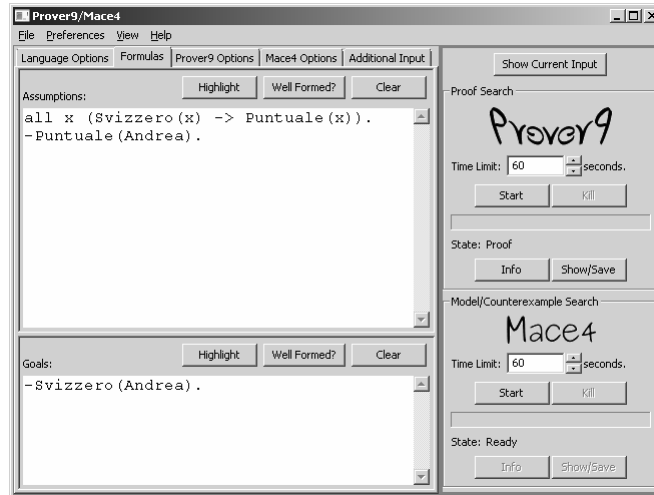 Prover9/Mace4
File Preferences View Help
Language Options Formulas Prover9 Options Mace4 Options Additional Input
Assumptions: Highlight Well Formed? Clear
all x (Svizzero(x) -> Puntuale(x)).
-Puntuale(Andrea).
Goals: Highlight Well Formed? Clear
-Svizzero(Andrea).
Show Current Input
Proof Search
Prover9
Time Limit: 60 seconds.
Start Kill
State: Proof
Info Show/Save
Model/Counterexample Search
Mace4
Time Limit: 60 seconds.
Start Kill
State: Ready
Info Show/Save